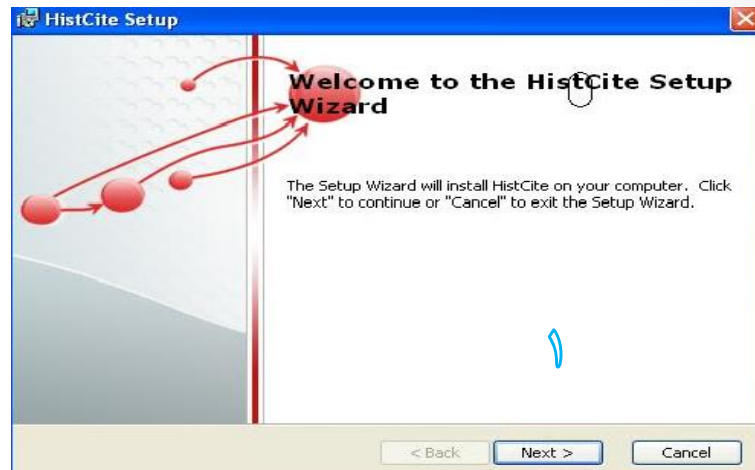 HistCite Setup
Welcome to the HistCite Setup
Wizard
The Setup Wizard will install HistCite on your computer. Click
"Next" to continue or "Cancel" to exit the Setup Wizard.
۱
< Back Next > Cancel